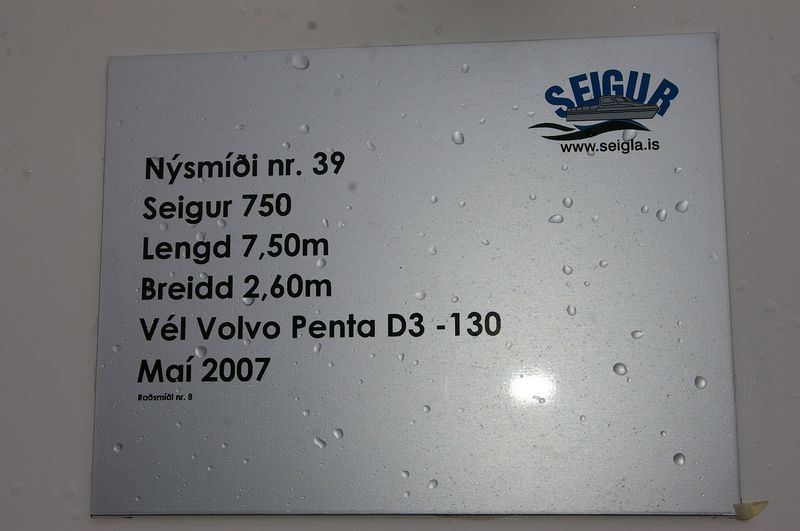 SEIGUR
www.seigla.is
Nýsmíði nr. 39
Seigur 750
Lengd 7,50m
Breidd 2,60m
Vél Volvo Penta D3 -130
Maí 2007
Raðsmíði nr. 8